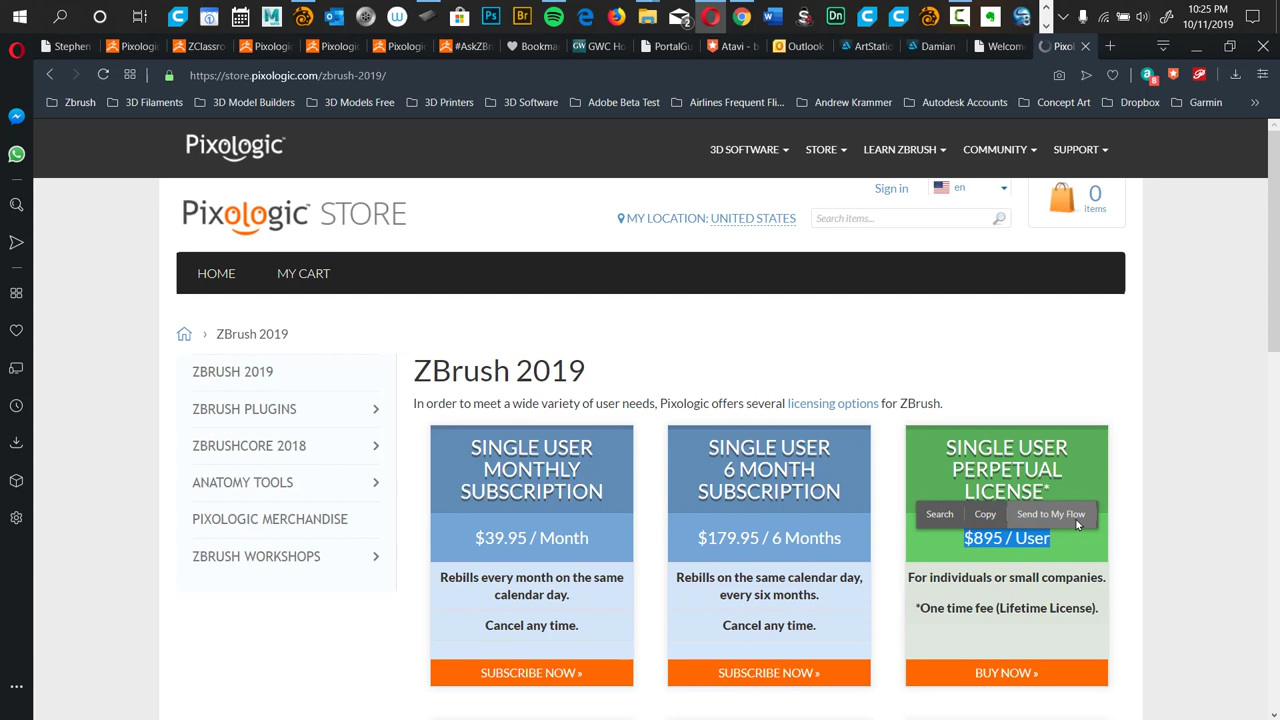 10:25 PM
10/11/2019
Stephen
Pixologic
ZClassro
Pixologic
Pixologic
Pixologic
#AskZBr
Bookma
GWC Ho
PortalGu
Atavi - b
Outlook
ArtStatio
Damian
Welcome
Pixol
https://store.pixologic.com/zbrush-2019/
Zbrush
3D Filaments
3D Model Builders
3D Models Free
3D Printers
3D Software
Adobe Beta Test
Airlines Frequent Fli...
Andrew Krammer
Autodesk Accounts
Concept Art
Dropbox
Garmin
Pixologic
3D SOFTWARE
STORE
LEARN ZBRUSH
COMMUNITY
SUPPORT
Sign in
en
0
items
Pixologic STORE
MY LOCATION: UNITED STATES
Search items...
HOME
MY CART
› ZBrush 2019
ZBRUSH 2019
ZBRUSH PLUGINS
ZBRUSHCORE 2018
ANATOMY TOOLS
PIXOLOGIC MERCHANDISE
ZBRUSH WORKSHOPS
ZBrush 2019
In order to meet a wide variety of user needs, Pixologic offers several licensing options for ZBrush.
SINGLE USER
MONTHLY
SUBSCRIPTION
$39.95 / Month
Rebills every month on the same
calendar day.
Cancel any time.
SUBSCRIBE NOW »
SINGLE USER
6 MONTH
SUBSCRIPTION
$179.95 / 6 Months
Rebills on the same calendar day,
every six months.
Cancel any time.
SUBSCRIBE NOW »
SINGLE USER
PERPETUAL
LICENSE*
Search
Copy
Send to My Flow
$895 / User
For individuals or small companies.
*One time fee (Lifetime License).
BUY NOW »